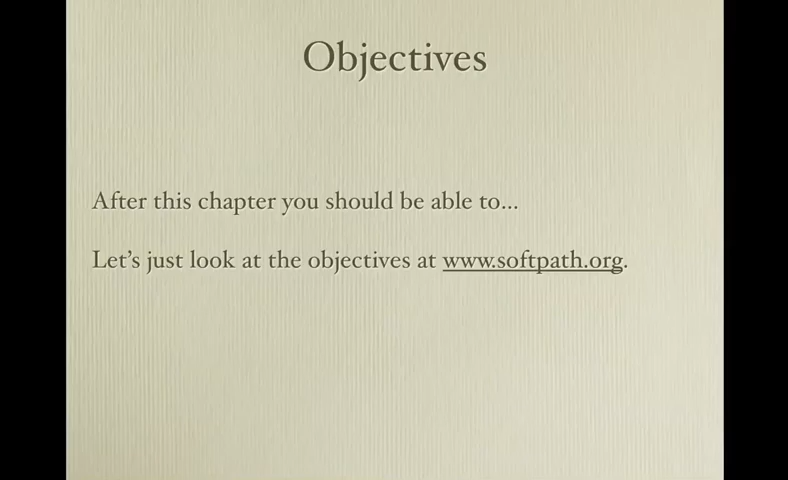 Objectives
After this chapter you should be able to...
Let's just look at the objectives at www.softpath.org.